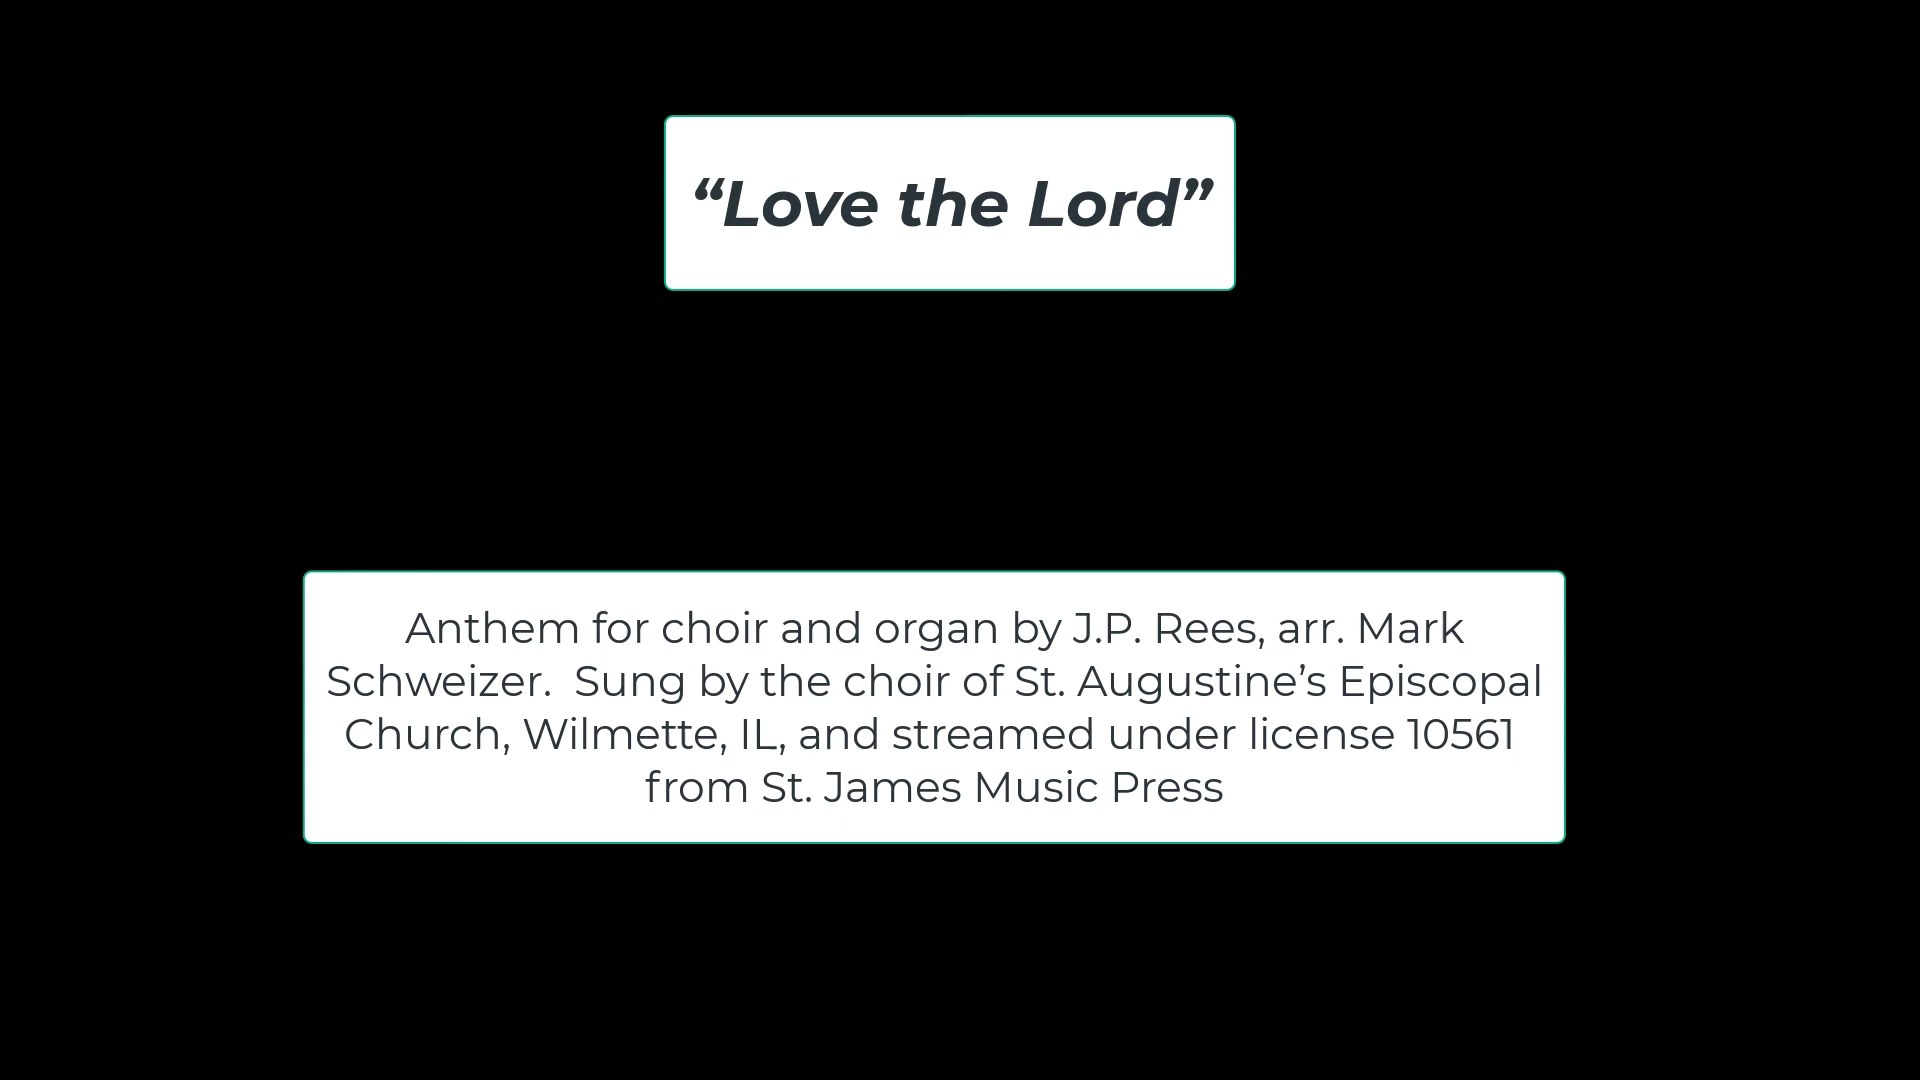 “Love the Lord”
Anthem for choir and organ by J.P. Rees, arr. Mark
Schweizer.  Sung by the choir of St. Augustine’s Episcopal
Church, Wilmette, IL, and streamed under license 10561
from St. James Music Press